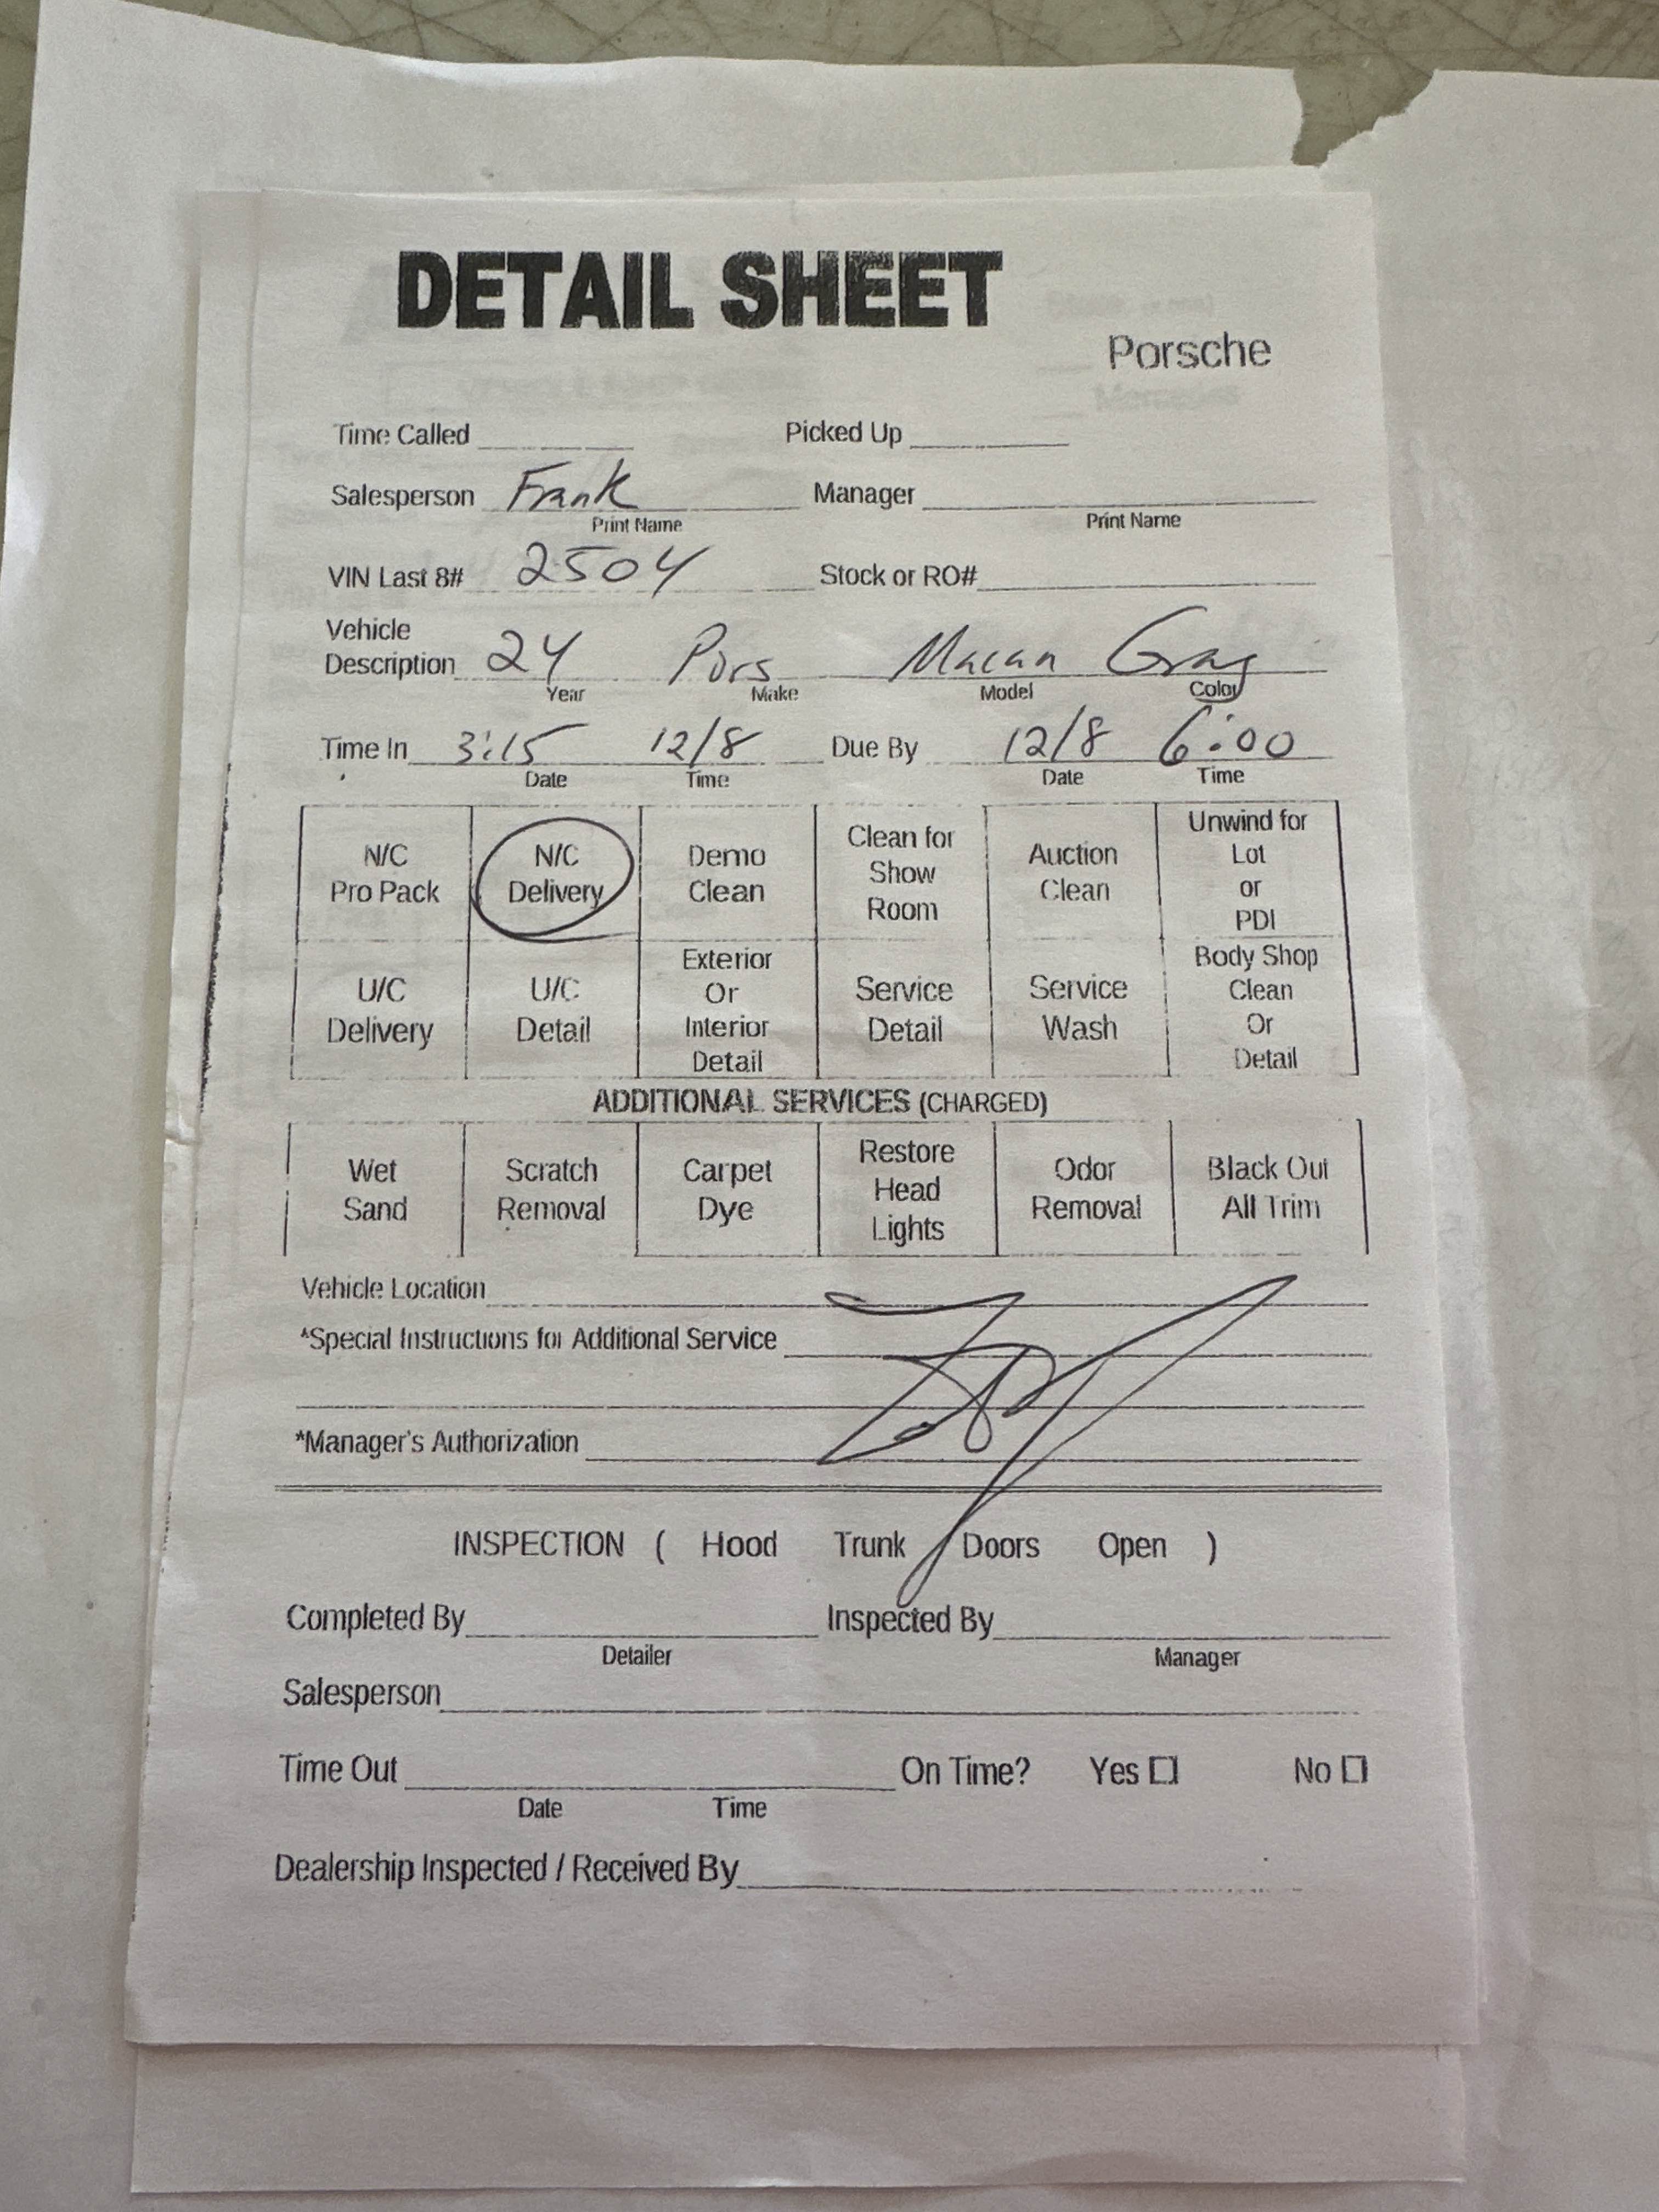 DETAIL SHEET
Porsche
Time Called Picked Up
Salesperson Frank Manager
Print Name Print Name
VIN Last 8# 2504 Stock or RO#
Vehicle
Description 24 Pors Macan Gray
Year Make Model Color
Time In 3:15 12/8 Due By 12/8 6:00
Date Time Date Time
N/C Pro Pack
N/C Delivery
Demo Clean
Clean for Show Room
Auction Clean
Unwind for Lot or PDI
U/C Delivery
U/C Detail
Exterior Or Interior Detail
Service Detail
Service Wash
Body Shop Clean Or Detail
ADDITIONAL SERVICES (CHARGED)
Wet Sand
Scratch Removal
Carpet Dye
Restore Head Lights
Odor Removal
Black Out All Trim
Vehicle Location
*Special Instructions for Additional Service
*Manager's Authorization
INSPECTION ( Hood Trunk Doors Open )
Completed By Inspected By
Detailer Manager
Salesperson
Time Out On Time? Yes No
Date Time
Dealership Inspected / Received By